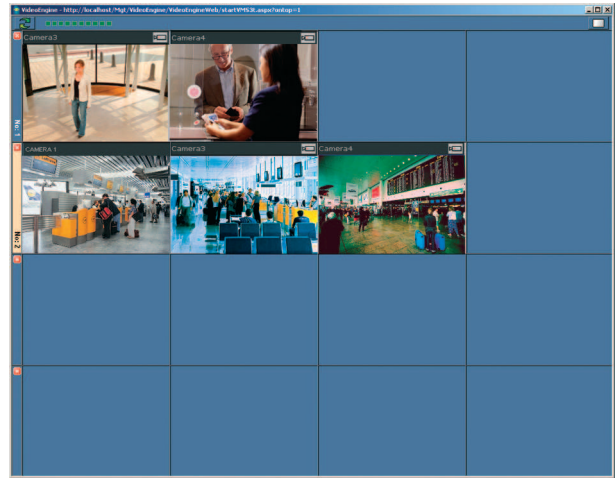 VideoEngine - http://localhost/Mgt/VideoEngine/VideoEngineWeb/startVMS3t.aspx?ontop=1
Camera3
Camera4
No: 1
CAMERA 1
Camera3
Camera4
No: 2